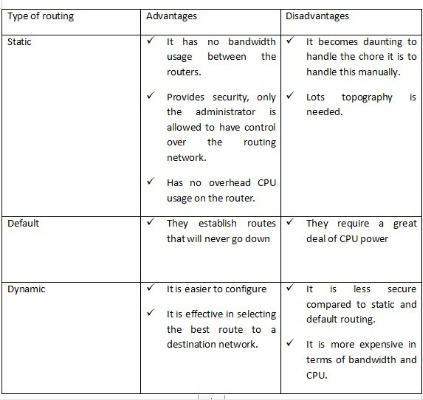 Type of routing
Advantages
Disadvantages
Static
✓ It has no bandwidth
usage between the
routers.
✓ Provides security, only
the administrator is
allowed to have control
over the routing
network.
✓ Has no overhead CPU
usage on the router.
✓ It becomes daunting to
handle the chore it is to
handle this manually.
✓ Lots topography is
needed.
Default
✓ They establish routes
that will never go down
✓ They require a great
deal of CPU power
Dynamic
✓ It is easier to configure
✓ It is effective in selecting
the best route to a
destination network.
✓ It is less secure
compared to static and
default routing.
✓ It is more expensive in
terms of bandwidth and
CPU.